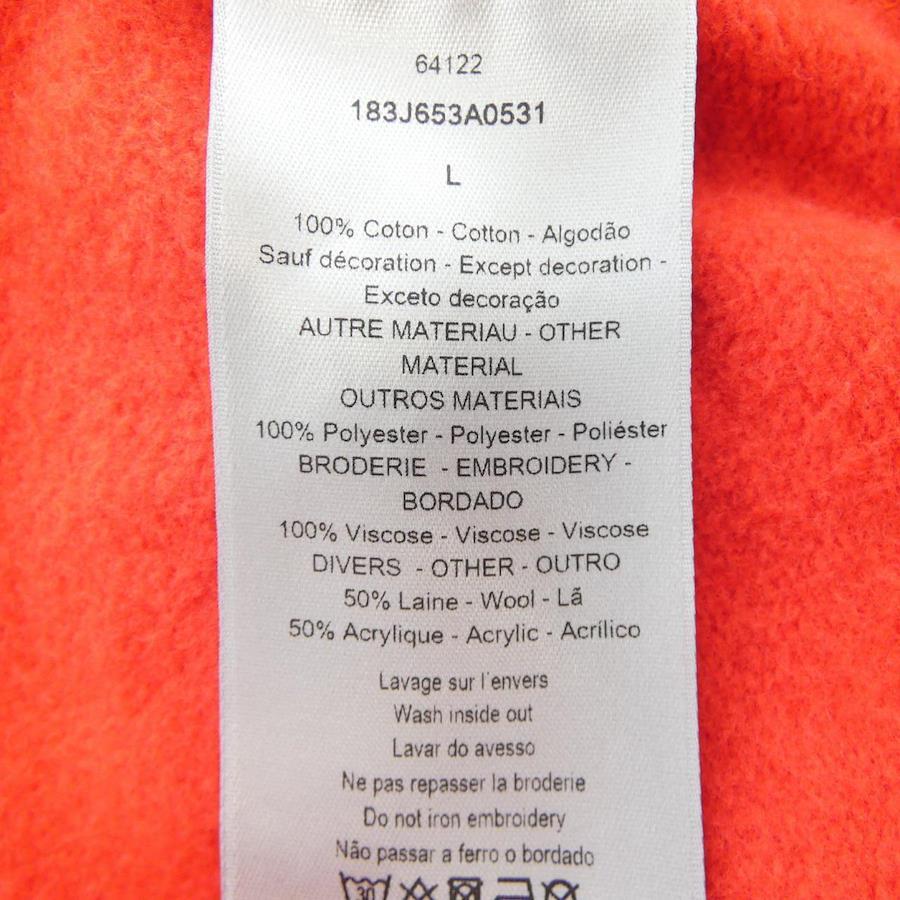 64122
183J653A0531
L
100% Coton - Cotton - Algodão
Sauf décoration - Except decoration -
Exceto decoração
AUTRE MATERIAU - OTHER
MATERIAL
OUTROS MATERIAIS
100% Polyester - Polyester - Poliéster
BRODERIE - EMBROIDERY -
BORDADO
100% Viscose - Viscose - Viscose
DIVERS - OTHER - OUTRO
50% Laine - Wool - Lã
50% Acrylique - Acrylic - Acrílico
Lavage sur l'envers
Wash inside out
Lavar do avesso
Ne pas repasser la broderie
Do not iron embroidery
Não passar a ferro o bordado
30